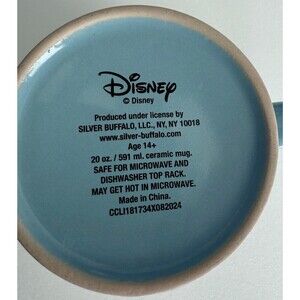 Disney
© Disney
Produced under license by
SILVER BUFFALO, LLC., NY, NY 10018
www.silver-buffalo.com
Age 14+
20 oz. / 591 ml. ceramic mug.
SAFE FOR MICROWAVE AND
DISHWASHER TOP RACK.
MAY GET HOT IN MICROWAVE.
Made in China.
CCLI181734X082024